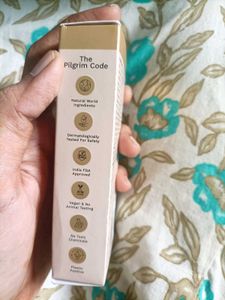 The
Pilgrim Code
Natural World
Ingredients
Dermatologically
Tested For Safety
India FDA
Approved
Vegan & No
Animal Testing
No Toxic
Chemicals
Plastic
Positive